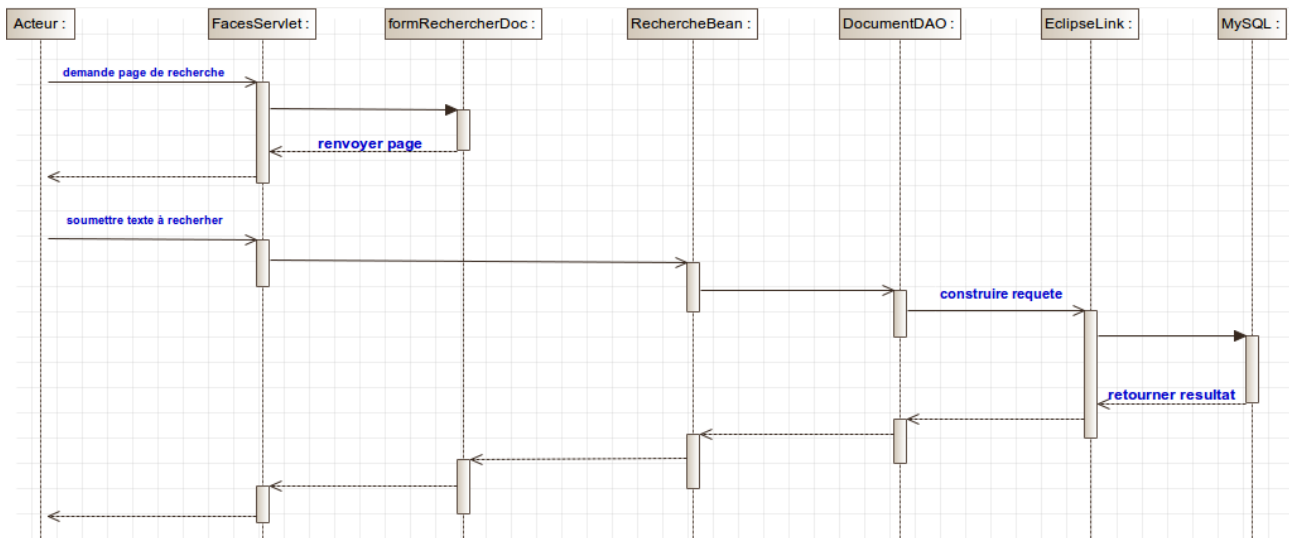 Acteur :
FacesServlet :
formRechercherDoc :
RechercheBean :
DocumentDAO :
EclipseLink :
MySQL :
demande page de recherche
renvoyer page
soumettre texte à recherher
construire requete
retourner resultat